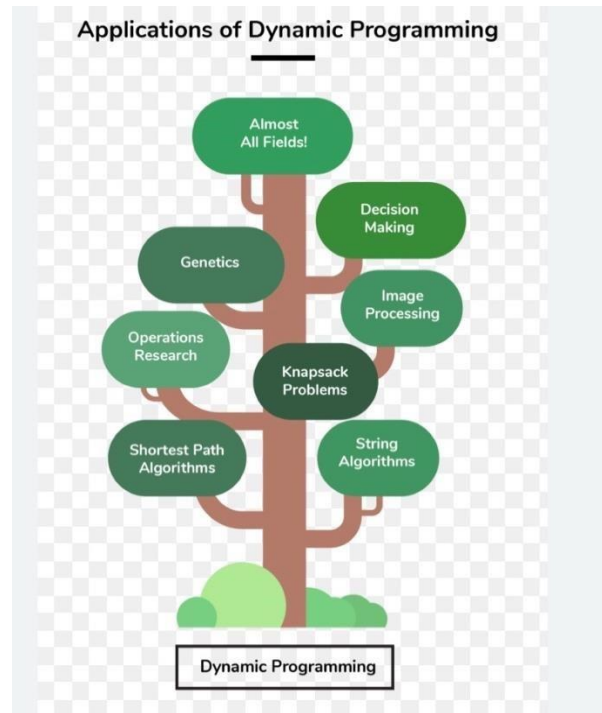 Applications of Dynamic Programming
Almost
All Fields!
Decision
Making
Genetics
Image
Processing
Operations
Research
Knapsack
Problems
Shortest Path
Algorithms
String
Algorithms
Dynamic Programming